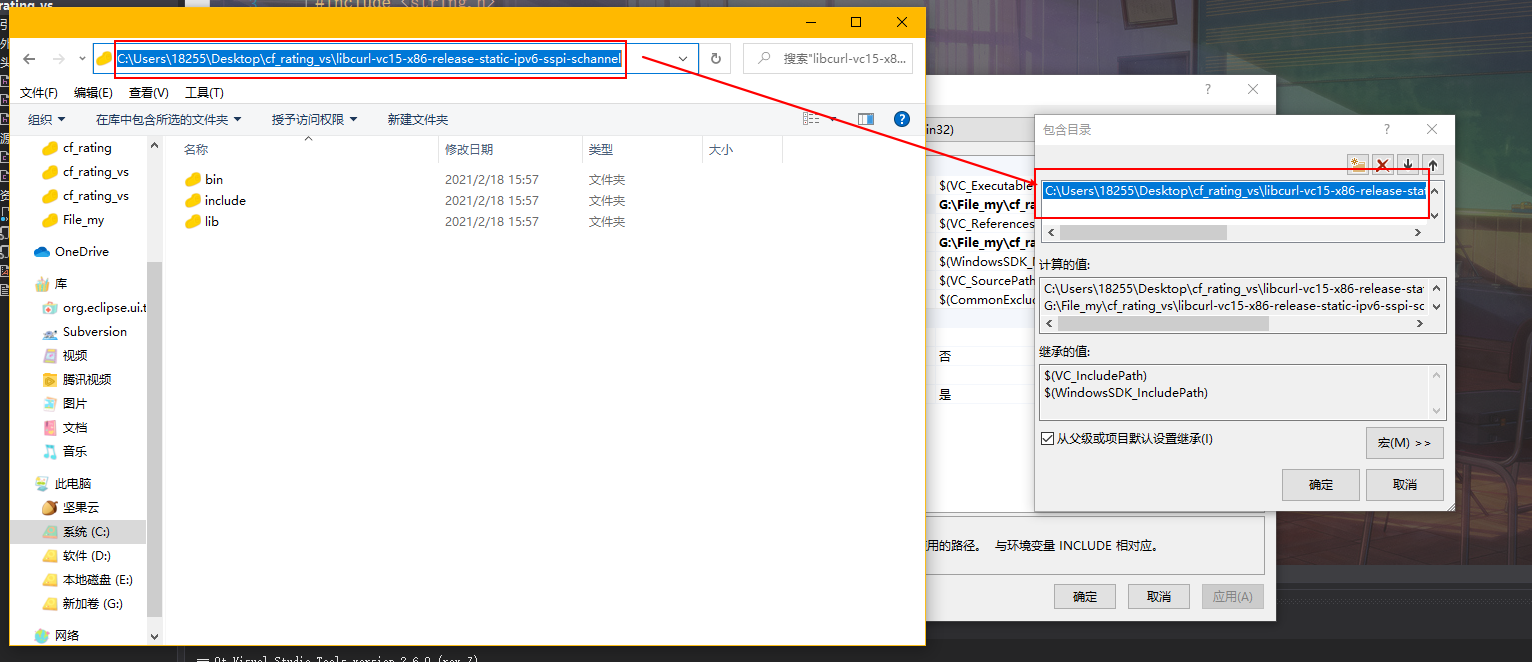 rating_vs
#include <string.h>
C:\Users\18255\Desktop\cf_rating_vs\libcurl-vc15-x86-release-static-ipv6-sspi-schannel
搜索"libcurl-vc15-x8...
文件(F) 编辑(E) 查看(V) 工具(T)
组织 在库中包含所选的文件夹 授予访问权限 新建文件夹
名称 修改日期 类型 大小
bin 2021/2/18 15:57 文件夹
include 2021/2/18 15:57 文件夹
lib 2021/2/18 15:57 文件夹
cf_rating
cf_rating_vs
cf_rating_vs
File_my
OneDrive
库
org.eclipse.ui.t
Subversion
视频
腾讯视频
图片
文档
音乐
此电脑
坚果云
系统 (C:)
软件 (D:)
本地磁盘 (E:)
新加卷 (G:)
网络
in32)
$(VC_Executable
G:\File_my\cf_ra
$(VC_References
G:\File_my\cf_ra
$(WindowsSDK_
$(VC_SourcePath
$(CommonExclu
否
是
用的路径。 与环境变量 INCLUDE 相对应。
确定 取消 应用(A)
包含目录
C:\Users\18255\Desktop\cf_rating_vs\libcurl-vc15-x86-release-stat
计算的值:
C:\Users\18255\Desktop\cf_rating_vs\libcurl-vc15-x86-release-sta
G:\File_my\cf_rating_vs\libcurl-vc15-x86-release-static-ipv6-sspi-sc
继承的值:
$(VC_IncludePath)
$(WindowsSDK_IncludePath)
从父级或项目默认设置继承(I)
宏(M) >>
确定 取消
Qt Visual Studio Tools version 2.6.0 (rev.7)